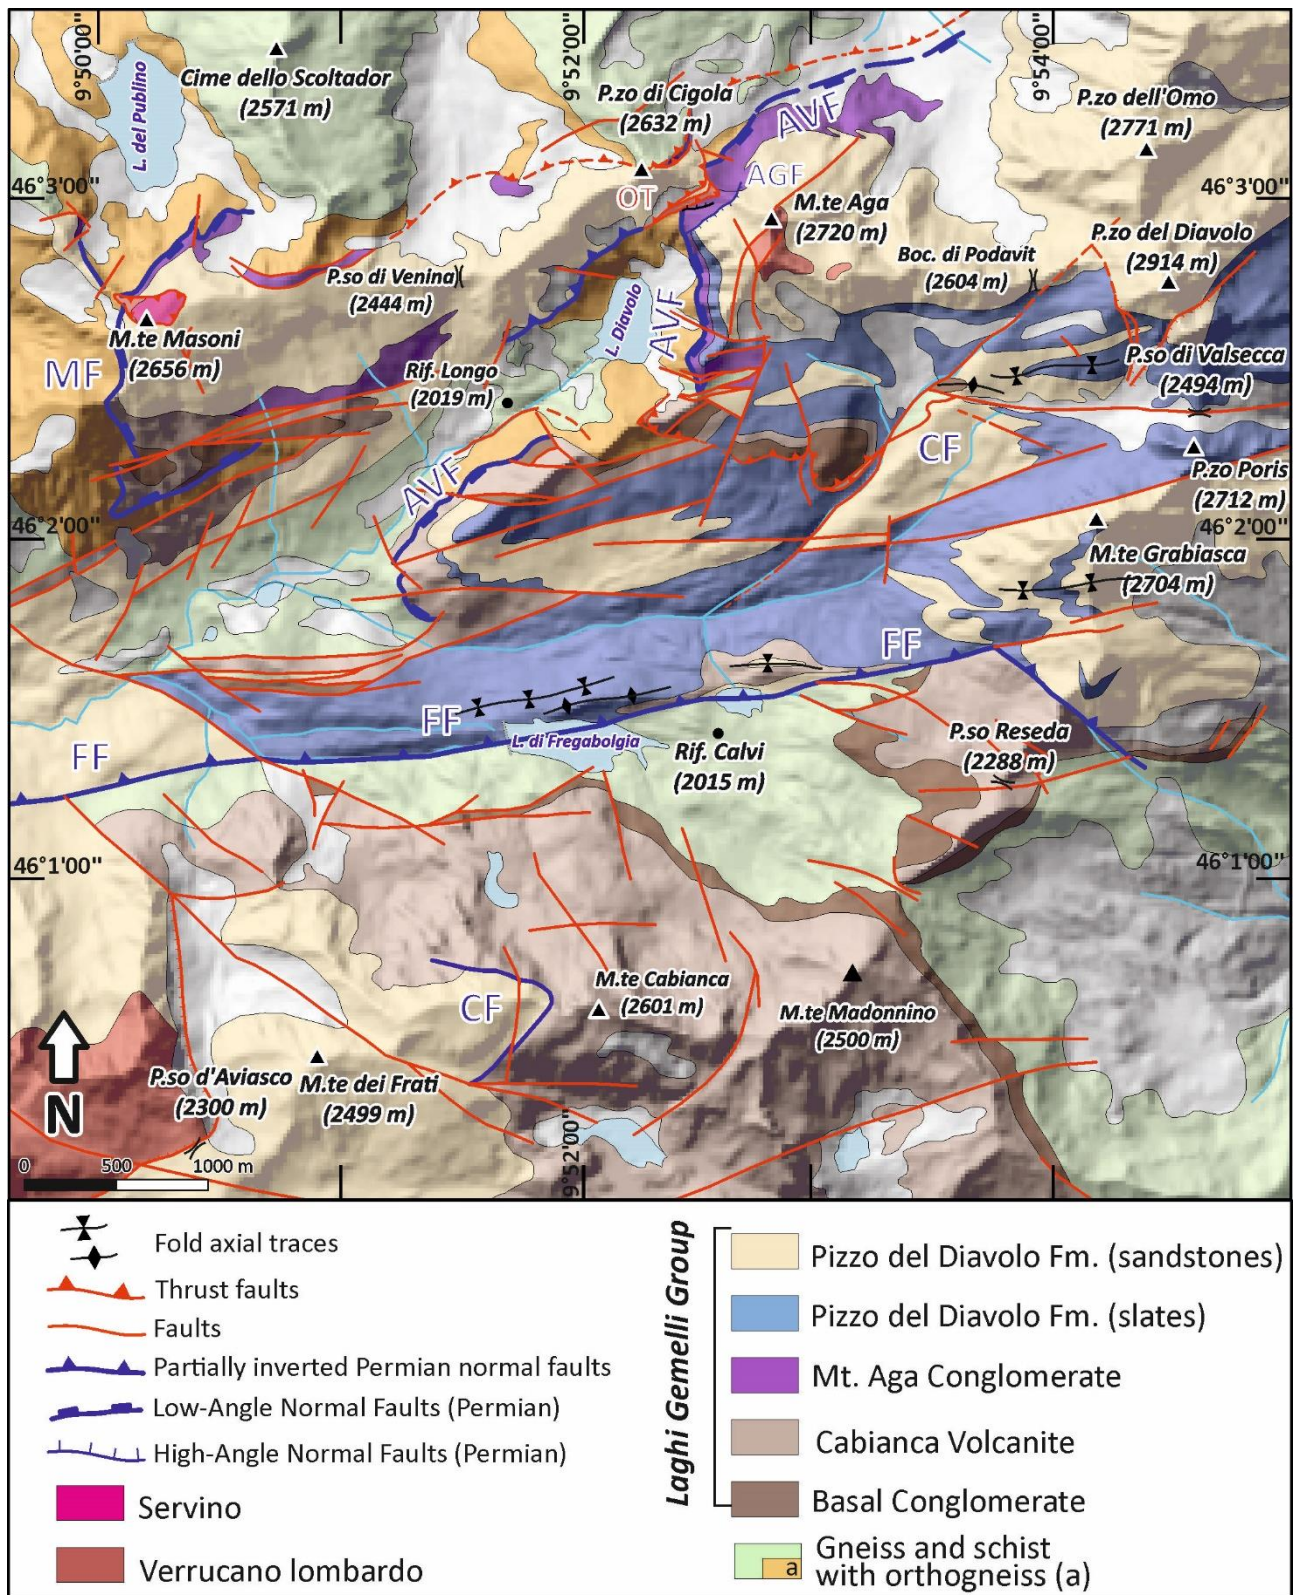 9°50'00"
9°52'00"
9°54'00"
L. del Publino
Cime dello Scoltador
(2571 m)
P.zo di Cigola
(2632 m)
AVF
P.zo dell'Omo
2771 m)
46°3'00"
46°3'00"
OT
AGF
M.te Aga
(2720 m)
P.zo del Diavolo
(2914 m)
Boc. di Podavit
(2604 m)
P.so di Venina
(2444 m)
L. Diavolo
AVF
M.te Masoni
(2656 m)
MF
Rif. Longo
(2019 m)
P.so di Valsecca
(2494 m)
CF
AVF
P.zo Poris
(2712 m)
46°2'00"
46°2'00"
M.te Grabiasca
(2704 m)
FF
FF
FF
L. di Fregabolgia
Rif. Calvi
(2015 m)
P.so Reseda
(2288 m)
46°1'00"
46°1'00"
CF
M.te Cabianca
(2601 m)
M.te Madonnino
(2500 m)
N
P.so d'Aviasco
(2300 m)
M.te dei Frati
(2499 m)
9°52'00"
0 500 1000 m
Fold axial traces
Thrust faults
Faults
Partially inverted Permian normal faults
Low-Angle Normal Faults (Permian)
High-Angle Normal Faults (Permian)
Servino
Verrucano lombardo
Laghi Gemelli Group
Pizzo del Diavolo Fm. (sandstones)
Pizzo del Diavolo Fm. (slates)
Mt. Aga Conglomerate
Cabianca Volcanite
Basal Conglomerate
a
Gneiss and schist
with orthogneiss (a)